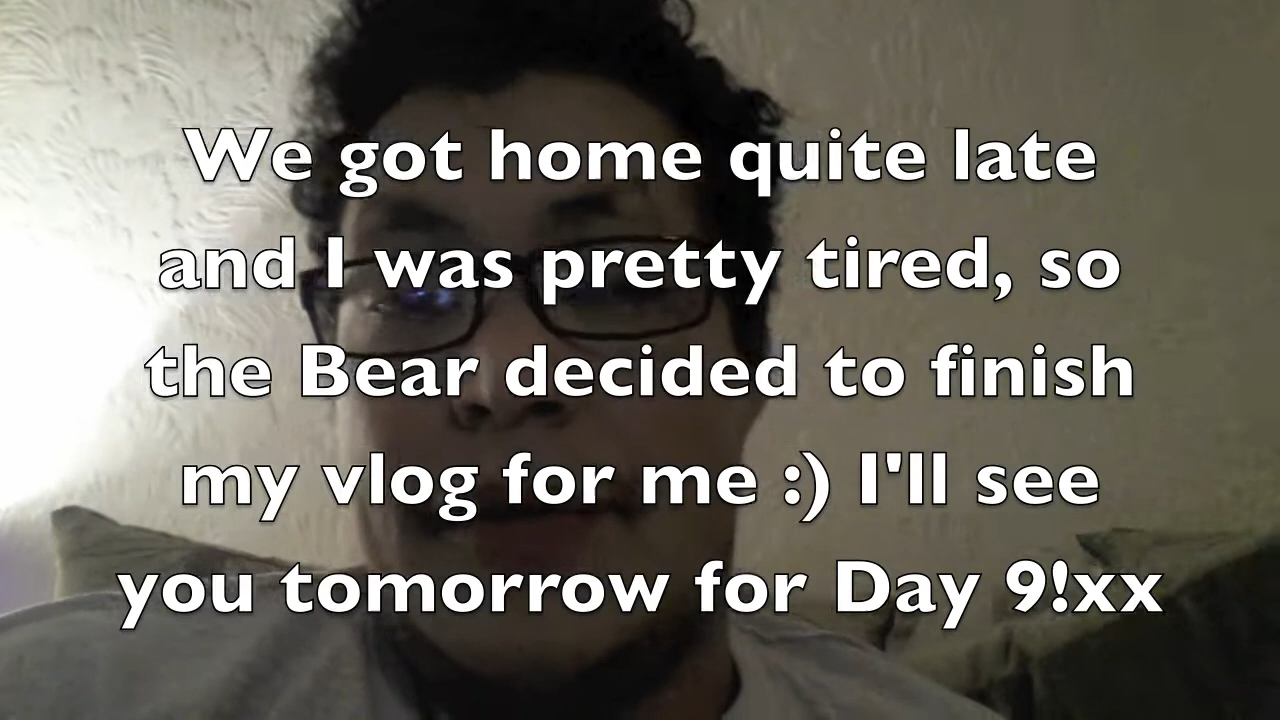 We got home quite late
and I was pretty tired, so
the Bear decided to finish
my vlog for me :) I'll see
you tomorrow for Day 9!xx